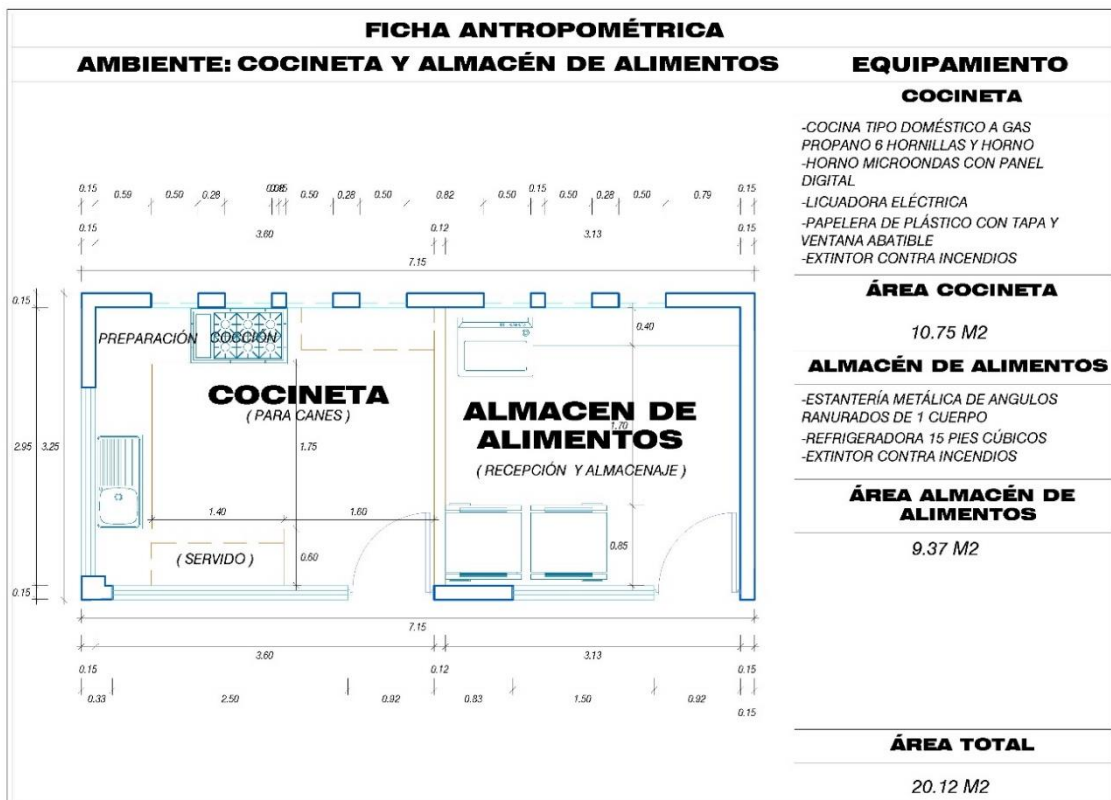 FICHA ANTROPOMÉTRICA
AMBIENTE: COCINETA Y ALMACÉN DE ALIMENTOS
EQUIPAMIENTO
COCINETA
-COCINA TIPO DOMÉSTICO A GAS
PROPANO 6 HORNILLAS Y HORNO
-HORNO MICROONDAS CON PANEL
DIGITAL
-LICUADORA ELÉCTRICA
-PAPELERA DE PLÁSTICO CON TAPA Y
VENTANA ABATIBLE
-EXTINTOR CONTRA INCENDIOS
ÁREA COCINETA
10.75 M2
ALMACÉN DE ALIMENTOS
-ESTANTERÍA METÁLICA DE ANGULOS
RANURADOS DE 1 CUERPO
-REFRIGERADORA 15 PIES CÚBICOS
-EXTINTOR CONTRA INCENDIOS
ÁREA ALMACÉN DE
ALIMENTOS
9.37 M2
ÁREA TOTAL
20.12 M2
0.15 0.59 0.50 0.28 0.50 0.28 0.50 0.82 0.50 0.15 0.50 0.28 0.50 0.79 0.15
0.15 3.60 0.12 3.13 0.15
7.15
0.15
2.95 3.25
0.15
PREPARACIÓN COCCIÓN
COCINETA
( PARA CANES )
1.75
1.40 1.60
( SERVIDO ) 0.60
0.40
ALMACEN DE
ALIMENTOS
1.70
( RECEPCIÓN Y ALMACENAJE )
0.85
7.15
3.60 3.13
0.15 0.12 0.15
0.33 2.50 0.92 0.83 1.50 0.92
0.15